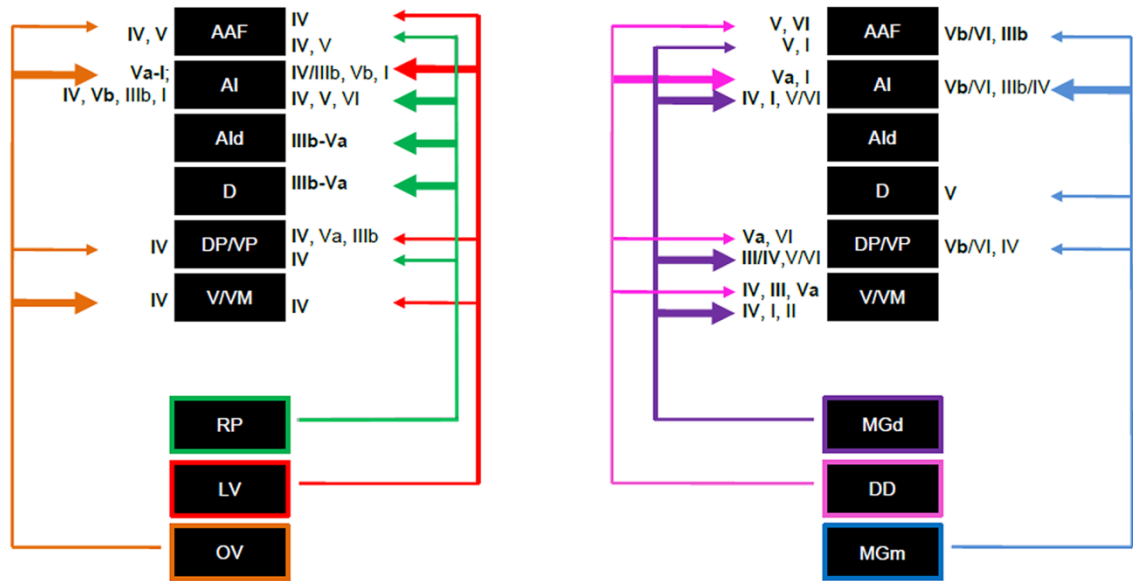 IV, V
AAF
IV
IV, V
Va-I;
IV, Vb, IIIb, I
AI
IV/IIIb, Vb, I
IV, V, VI
AId
IIIb-Va
D
IIIb-Va
IV
DP/VP
IV, Va, IIIb
IV
IV
V/VM
IV
RP
LV
OV
V, VI
V, I
AAF
Vb/VI, IIIb
Va, I
IV, I, V/VI
AI
Vb/VI, IIIb/IV
AId
D
V
Va, VI
III/IV,V/VI
DP/VP
Vb/VI, IV
IV, III, Va
IV, I, II
V/VM
MGd
DD
MGm